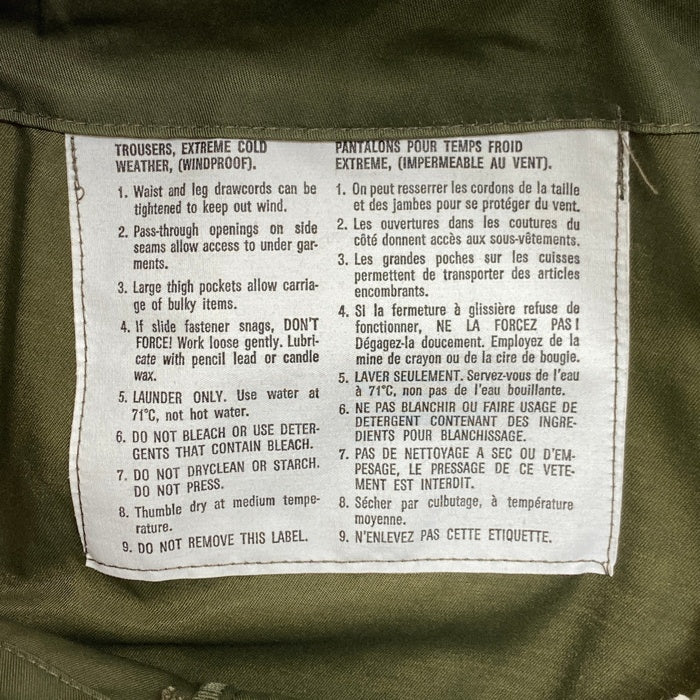 TROUSERS, EXTREME COLD
WEATHER, (WINDPROOF).
1. Waist and leg drawcords can be
tightened to keep out wind.
2. Pass-through openings on side
seams allow access to under gar-
ments.
3. Large thigh pockets allow carria-
ge of bulky items.
4. If slide fastener snags, DON'T
FORCE! Work loose gently. Lubri-
cate with pencil lead or candle
wax.
5. LAUNDER ONLY. Use water at
71°C, not hot water.
6. DO NOT BLEACH OR USE DETER-
GENTS THAT CONTAIN BLEACH.
7. DO NOT DRYCLEAN OR STARCH.
DO NOT PRESS.
8. Thumble dry at medium tempe-
rature.
9. DO NOT REMOVE THIS LABEL.
PANTALONS POUR TEMPS FROID
EXTREME, (IMPERMEABLE AU VENT).
1. On peut resserrer les cordons de la taille
et des jambes pour se protéger du vent.
2. Les ouvertures dans les coutures du
côté donnent accès aux sous-vêtements.
3. Les grandes poches sur les cuisses
permettent de transporter des articles
encombrants.
4. Si la fermeture à glissière refuse de
fonctionner, NE LA FORCEZ PAS!
Dégagez-la doucement. Employez de la
mine de crayon ou de la cire de bougie.
5. LAVER SEULEMENT. Servez-vous de l'eau
à 71°C, non pas de l'eau bouillante.
6. NE PAS BLANCHIR OU FAIRE USAGE DE
DETERGENT CONTENANT DES INGRE-
DIENTS POUR BLANCHISSAGE.
7. PAS DE NETTOYAGE A SEC OU D'EM-
PESAGE, LE PRESSAGE DE CE VETE-
MENT EST INTERDIT.
8. Sécher par culbutage, à température
moyenne.
9. N'ENLEVEZ PAS CETTE ETIQUETTE.